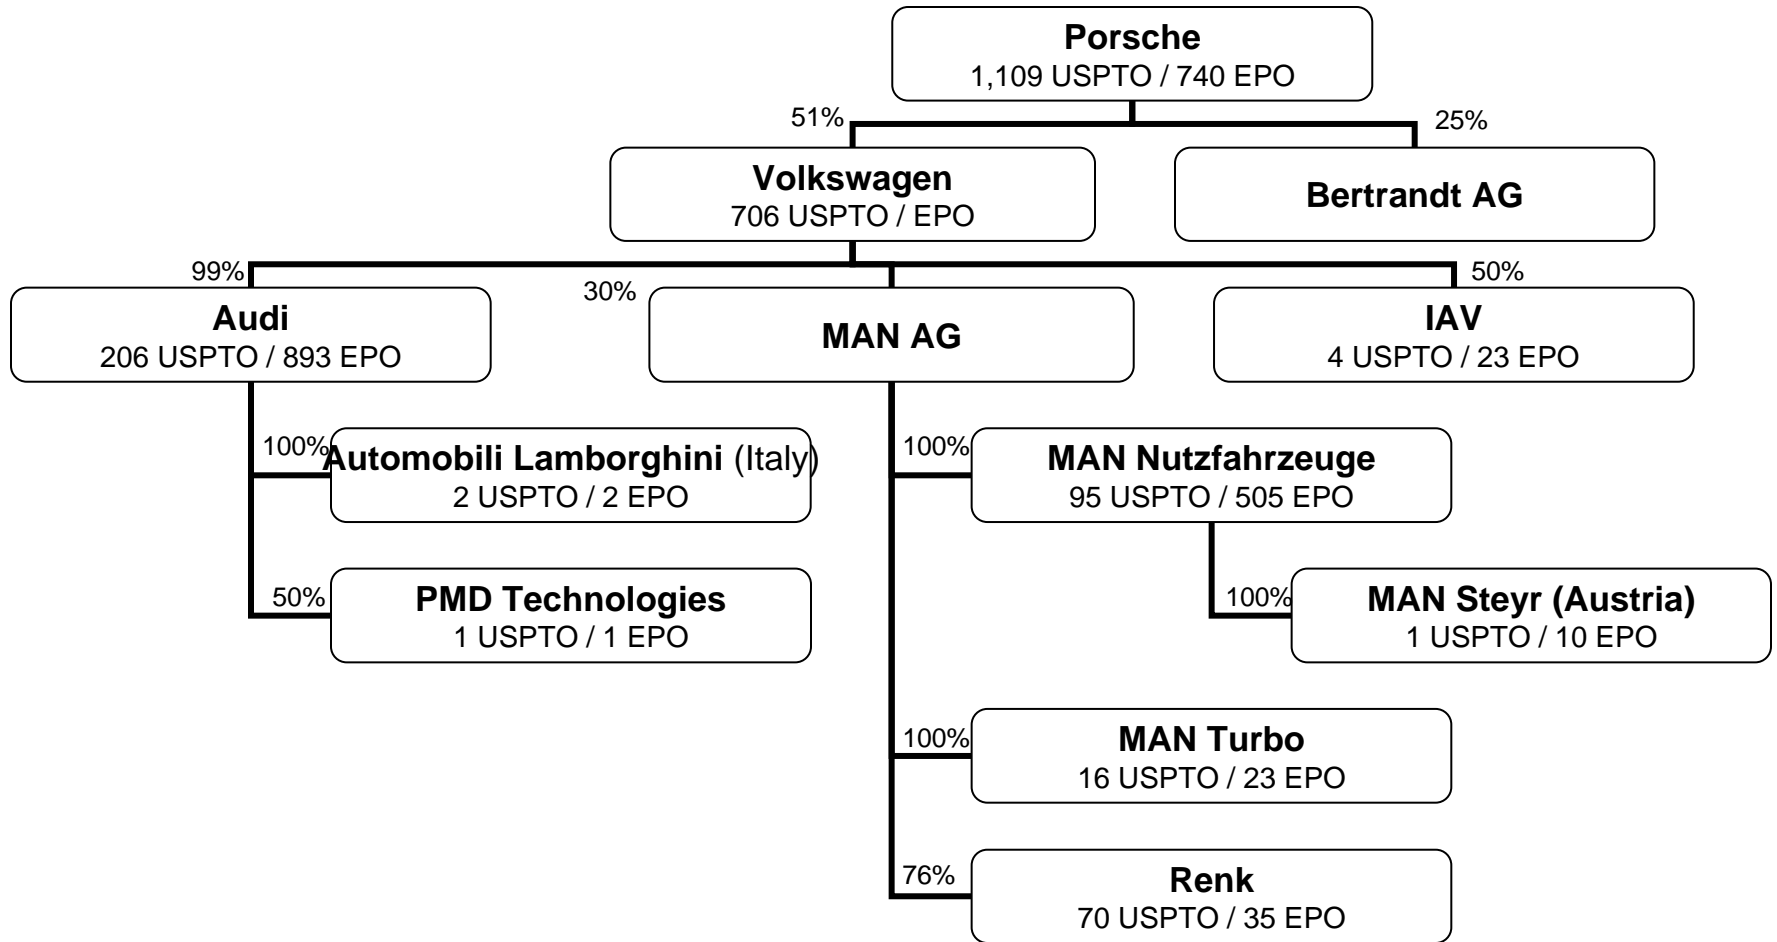 Porsche
1,109 USPTO / 740 EPO
51%
25%
Volkswagen
706 USPTO / EPO
Bertrandt AG
99%
30%
50%
Audi
206 USPTO / 893 EPO
MAN AG
IAV
4 USPTO / 23 EPO
100%
Automobili Lamborghini (Italy)
2 USPTO / 2 EPO
100%
MAN Nutzfahrzeuge
95 USPTO / 505 EPO
50%
PMD Technologies
1 USPTO / 1 EPO
100%
MAN Steyr (Austria)
1 USPTO / 10 EPO
100%
MAN Turbo
16 USPTO / 23 EPO
76%
Renk
70 USPTO / 35 EPO